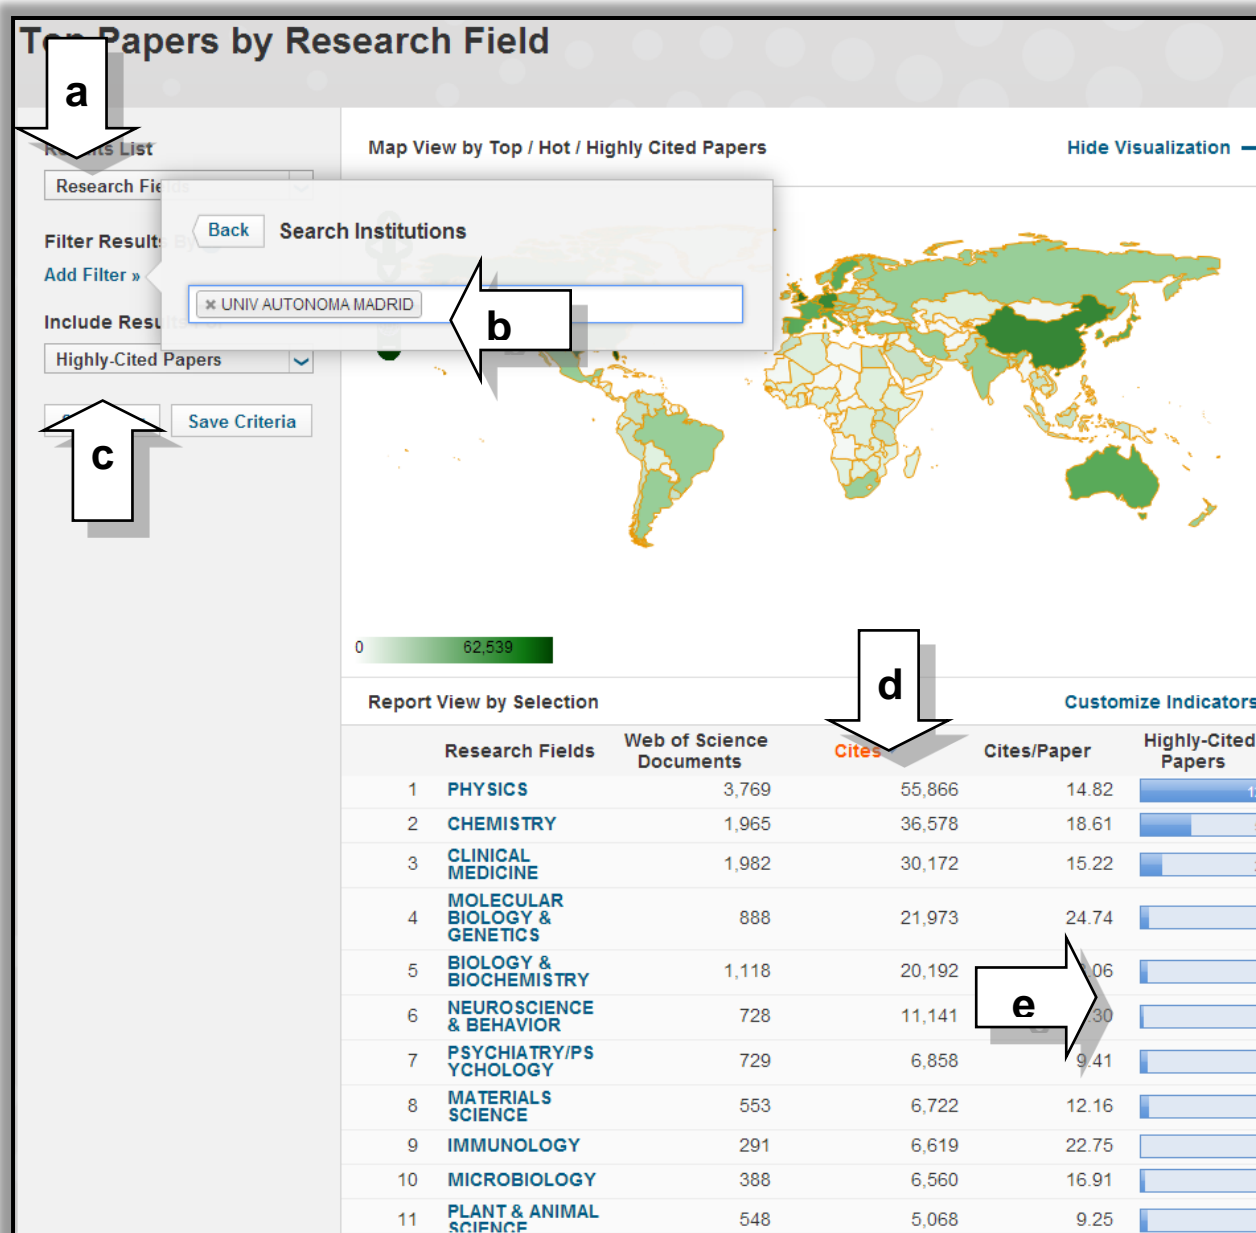 Top Papers by Research Field
a
Results List
Research Fields
Filter Results By
Add Filter »
Include Results For
Highly-Cited Papers
Save Criteria
c
Map View by Top / Hot / Highly Cited Papers
Hide Visualization
Back
Search Institutions
UNIV AUTONOMA MADRID
b
0
62,539
d
Report View by Selection
Customize Indicators
Research Fields
Web of Science Documents
Cites
Cites/Paper
Highly-Cited Papers
1 PHYSICS 3,769 55,866 14.82
2 CHEMISTRY 1,965 36,578 18.61
3 CLINICAL MEDICINE 1,982 30,172 15.22
4 MOLECULAR BIOLOGY & GENETICS 888 21,973 24.74
5 BIOLOGY & BIOCHEMISTRY 1,118 20,192 .06
e
6 NEUROSCIENCE & BEHAVIOR 728 11,141 .30
7 PSYCHIATRY/PSYCHOLOGY 729 6,858 9.41
8 MATERIALS SCIENCE 553 6,722 12.16
9 IMMUNOLOGY 291 6,619 22.75
10 MICROBIOLOGY 388 6,560 16.91
11 PLANT & ANIMAL SCIENCE 548 5,068 9.25